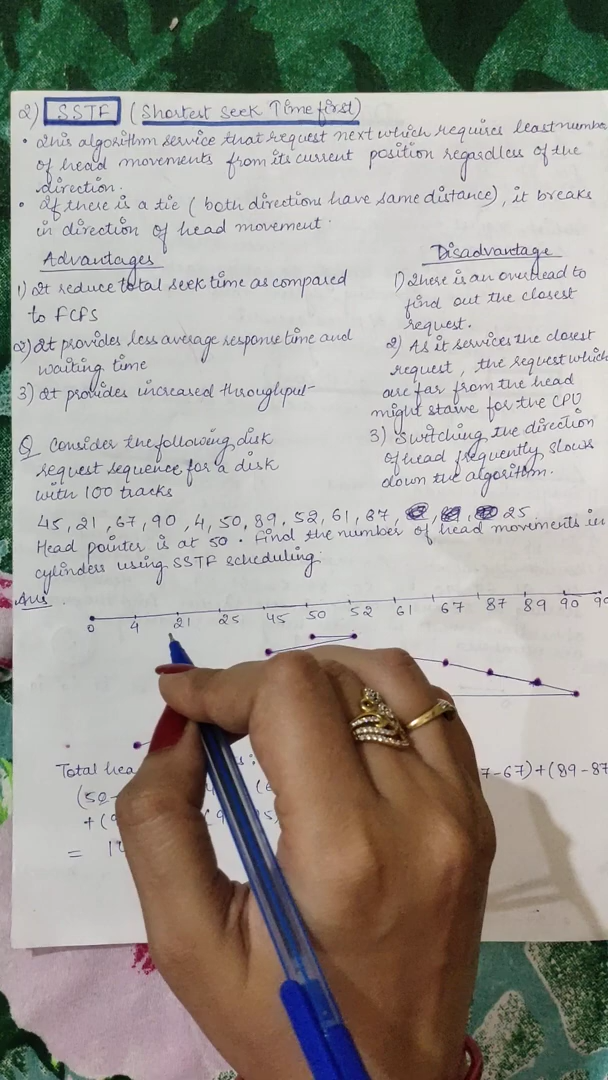 2) SSTF (Shortest Seek Time first)
• This algorithm service that request next which requires least number
of head movements from its current position regardless of the
direction.
• If there is a tie (both directions have same distance), it breaks
in direction of head movement.
Advantages
1) It reduce total seek time as compared
to FCFS
2) It provides less average response time and
waiting time
3) It provides increased throughput
Disadvantage
1) There is an overhead to
find out the closest
request.
2) As it services the closest
request, the request which
are far from the head
might starve for the CPU
3) Switching the direction
of head frequently slows
down the algorithm.
Q Consider the following disk
request sequence for a disk
with 100 tracks
45, 21, 67, 90, 4, 50, 89, 52, 61, 87, 25
Head pointer is at 50. Find the number of head movements in
cylinders using SSTF scheduling.
Ans
0 4 21 25 45 50 52 61 67 87 89 90
Total
+(89-87